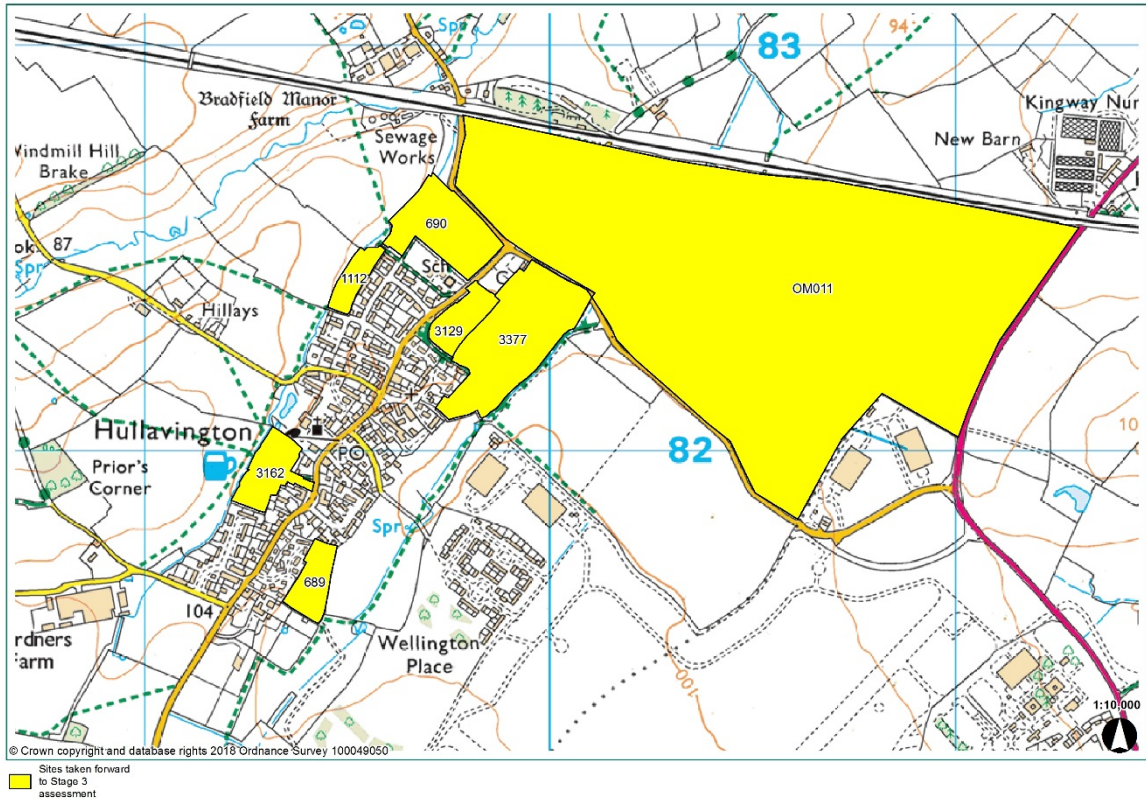 Spr
83
94
Bradfield Manor
Farm
Kingway Nur
New Barn
Sewage
Works
Windmill Hill
Brake
690
87
Spr
1112
Sch
C
OM011
Hillays
3129
3377
10
Hullavington
82
PO
Prior's
Corner
3162
Spr
689
104
rdners
Farm
Wellington
Place
100
1:10,000
© Crown copyright and database rights 2018 Ordnance Survey 100049050
Sites taken forward
to Stage 3
assessment